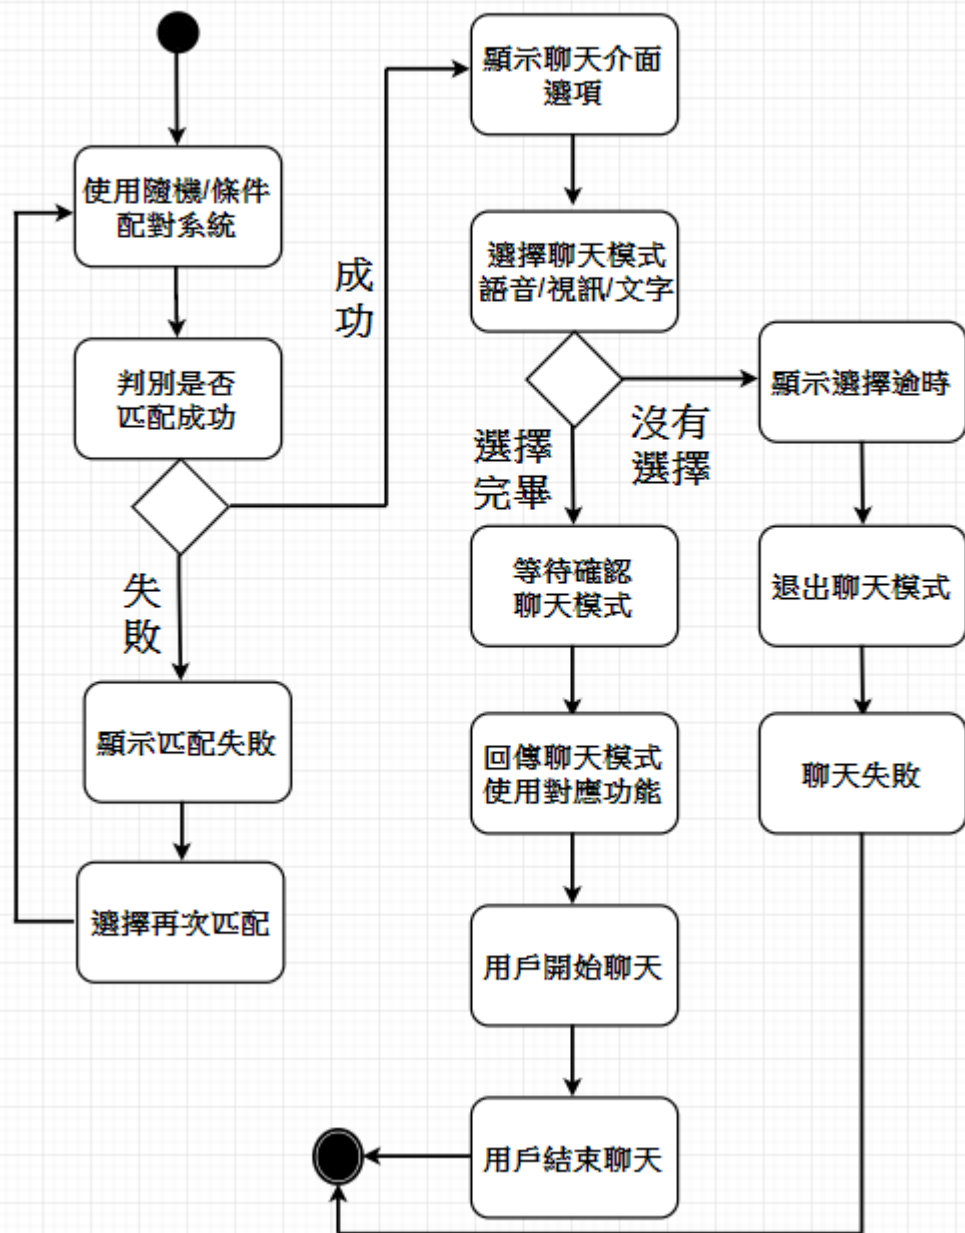 使用隨機/條件
配對系統
判別是否
匹配成功
失
敗
顯示匹配失敗
選擇再次匹配
成
功
顯示聊天介面
選項
選擇聊天模式
語音/視訊/文字
選擇
完畢
沒有
選擇
等待確認
聊天模式
回傳聊天模式
使用對應功能
用戶開始聊天
用戶結束聊天
顯示選擇逾時
退出聊天模式
聊天失敗